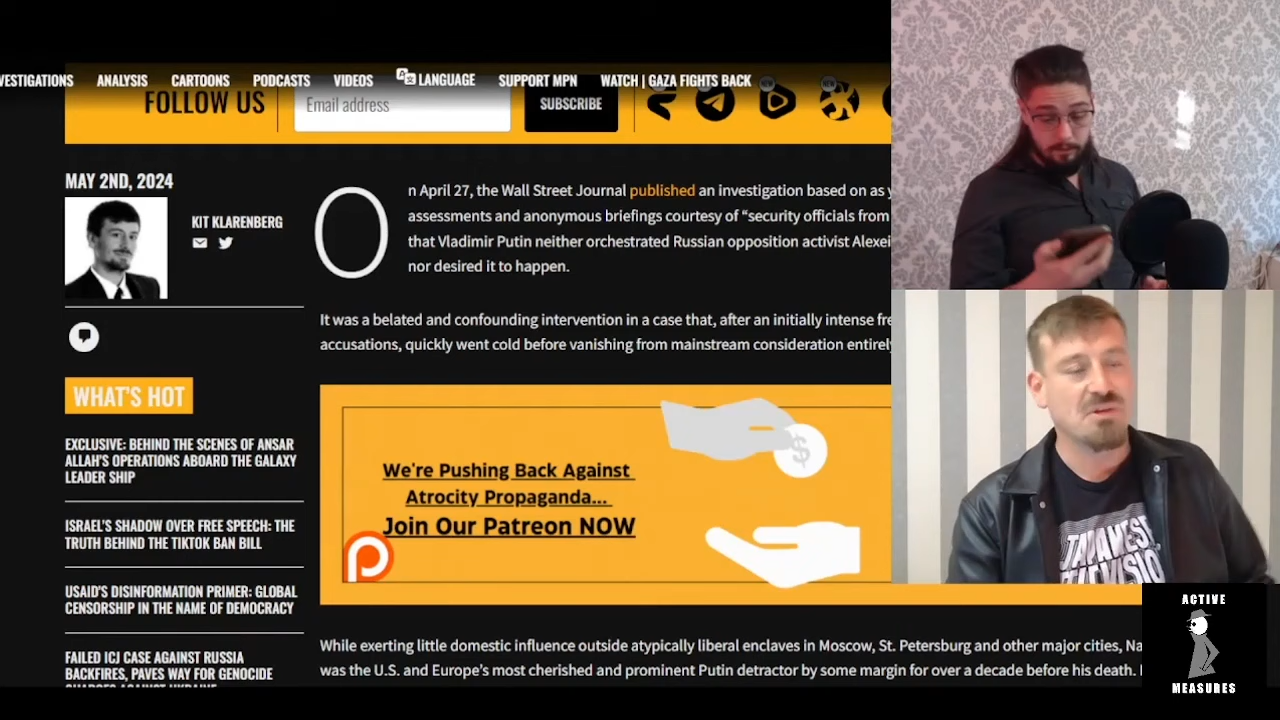 VESTIGATIONS ANALYSIS CARTOONS PODCASTS VIDEOS LANGUAGE SUPPORT MPN WATCH | GAZA FIGHTS BACK
FOLLOW US Email address SUBSCRIBE
MAY 2ND, 2024
KIT KLARENBERG
On April 27, the Wall Street Journal published an investigation based on as y
assessments and anonymous briefings courtesy of “security officials from
that Vladimir Putin neither orchestrated Russian opposition activist Alexei
nor desired it to happen.
It was a belated and confounding intervention in a case that, after an initially intense fre
accusations, quickly went cold before vanishing from mainstream consideration entirely
WHAT'S HOT
EXCLUSIVE: BEHIND THE SCENES OF ANSAR
ALLAH'S OPERATIONS ABOARD THE GALAXY
LEADER SHIP
ISRAEL'S SHADOW OVER FREE SPEECH: THE
TRUTH BEHIND THE TIKTOK BAN BILL
USAID'S DISINFORMATION PRIMER: GLOBAL
CENSORSHIP IN THE NAME OF DEMOCRACY
FAILED ICJ CASE AGAINST RUSSIA
BACKFIRES, PAVES WAY FOR GENOCIDE
CHARGES AGAINST UKRAINE
We're Pushing Back Against
Atrocity Propaganda...
Join Our Patreon NOW
$
While exerting little domestic influence outside atypically liberal enclaves in Moscow, St. Petersburg and other major cities, Na
was the U.S. and Europe's most cherished and prominent Putin detractor by some margin for over a decade before his death.
JAPANESE
TELEVISION
ACTIVE
MEASURES